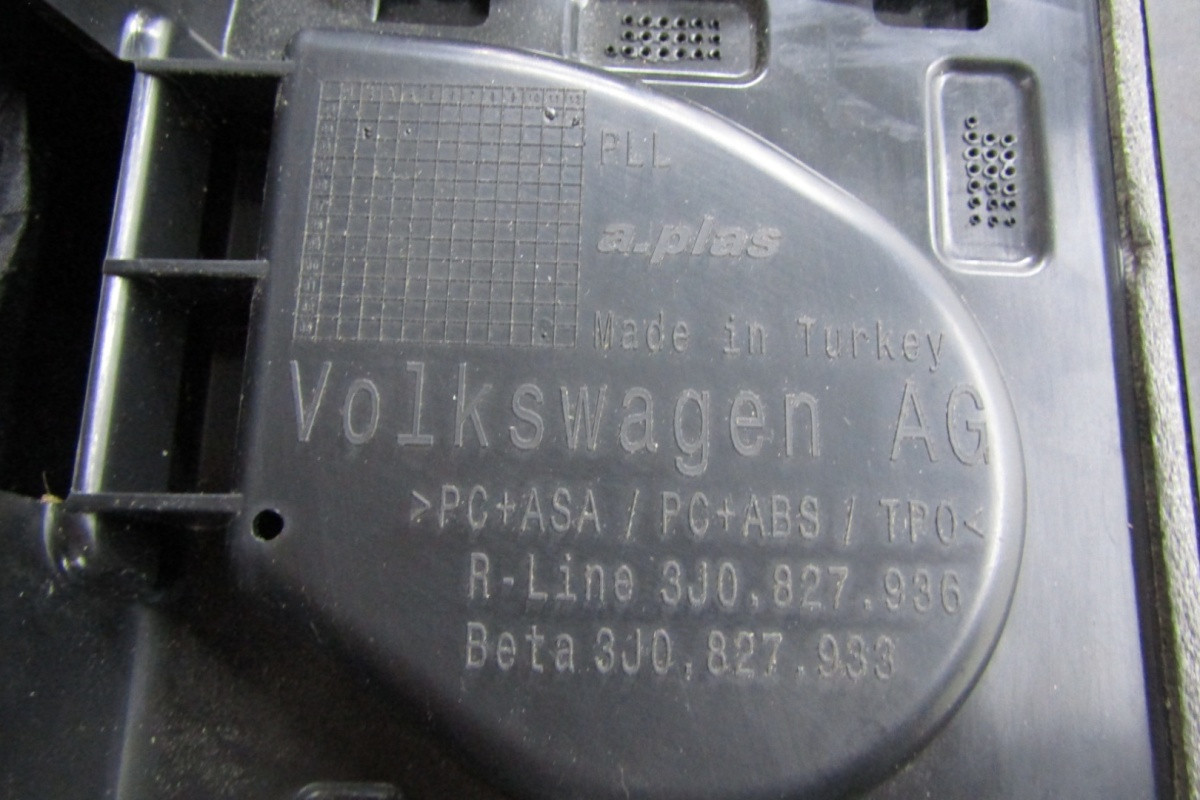 PLL
a.plas
Made in Turkey
Volkswagen AG
>PC+ASA / PC+ABS / TPO<
R-Line 3J0.827.936
Beta 3J0.827.933